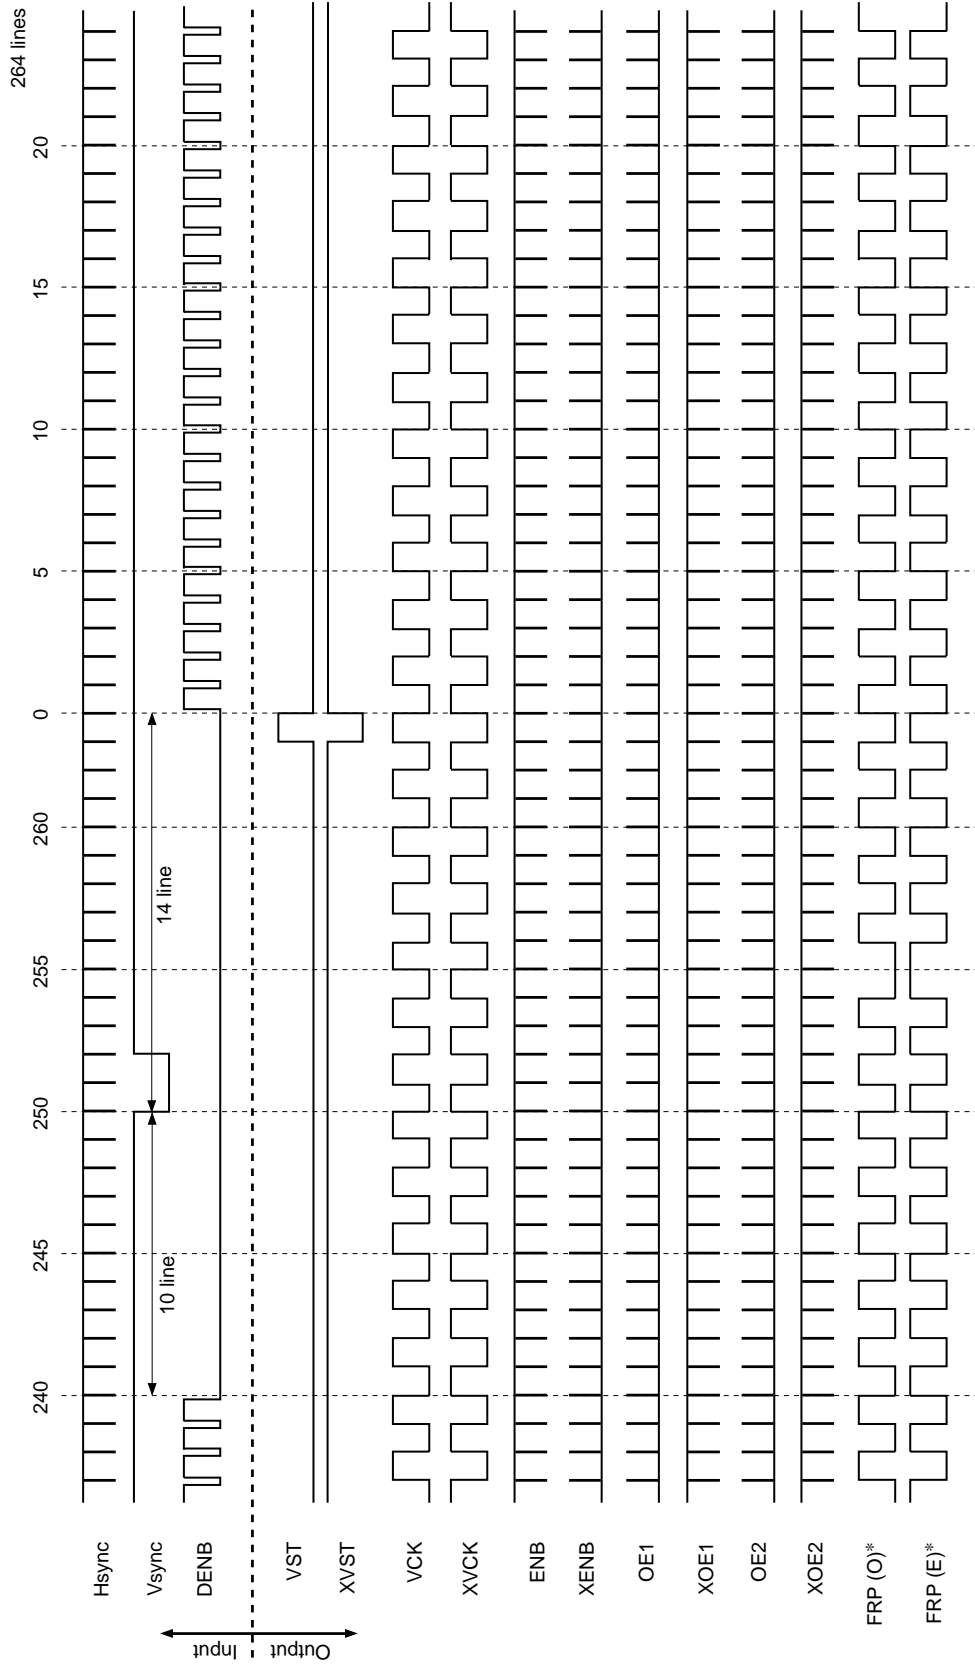 264 lines
240
245
250
255
260
0
5
10
15
20
Hsync
Vsync
10 line
14 line
DENB
Input
Output
VST
XVST
VCK
XVCK
ENB
XENB
OE1
XOE1
OE2
XOE2
FRP (O)*
FRP (E)*